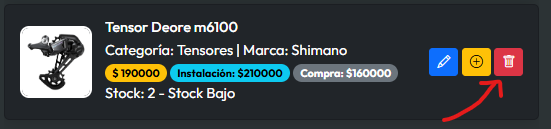 Tensor Deore m6100
Categoría: Tensores | Marca: Shimano
$ 190000 Instalación: $210000 Compra: $160000
Stock: 2 - Stock Bajo